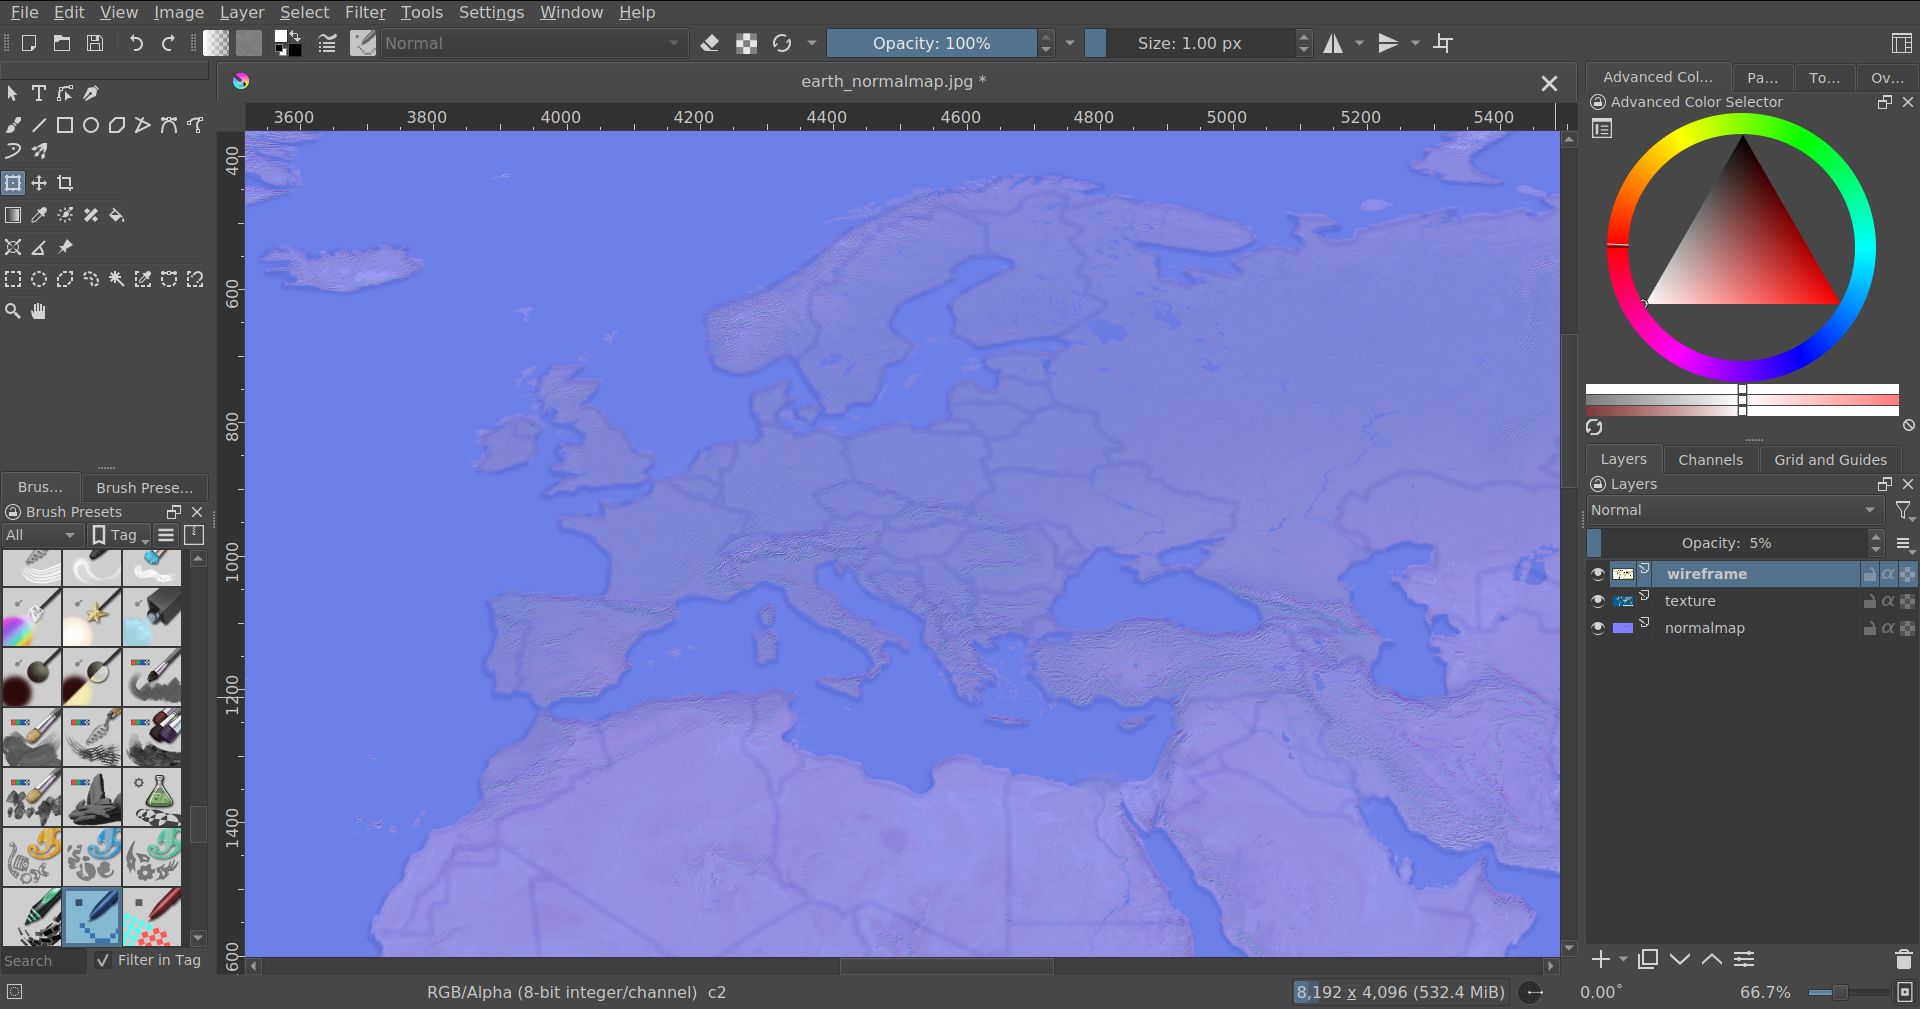 File Edit View Image Layer Select Filter Tools Settings Window Help
Normal
Opacity: 100%
Size: 1.00 px
earth_normalmap.jpg *
3600 3800 4000 4200 4400 4600 4800 5000 5200 5400
400
600
800
1000
1200
1400
600
Brus...
Brush Prese...
Brush Presets
All
Tag
Search
Filter in Tag
Advanced Col...
Pa...
To...
Ov...
Advanced Color Selector
Layers
Channels
Grid and Guides
Layers
Normal
Opacity: 5%
wireframe
texture
normalmap
RGB/Alpha (8-bit integer/channel) c2
8,192 x 4,096 (532.4 MiB)
0.00°
66.7%